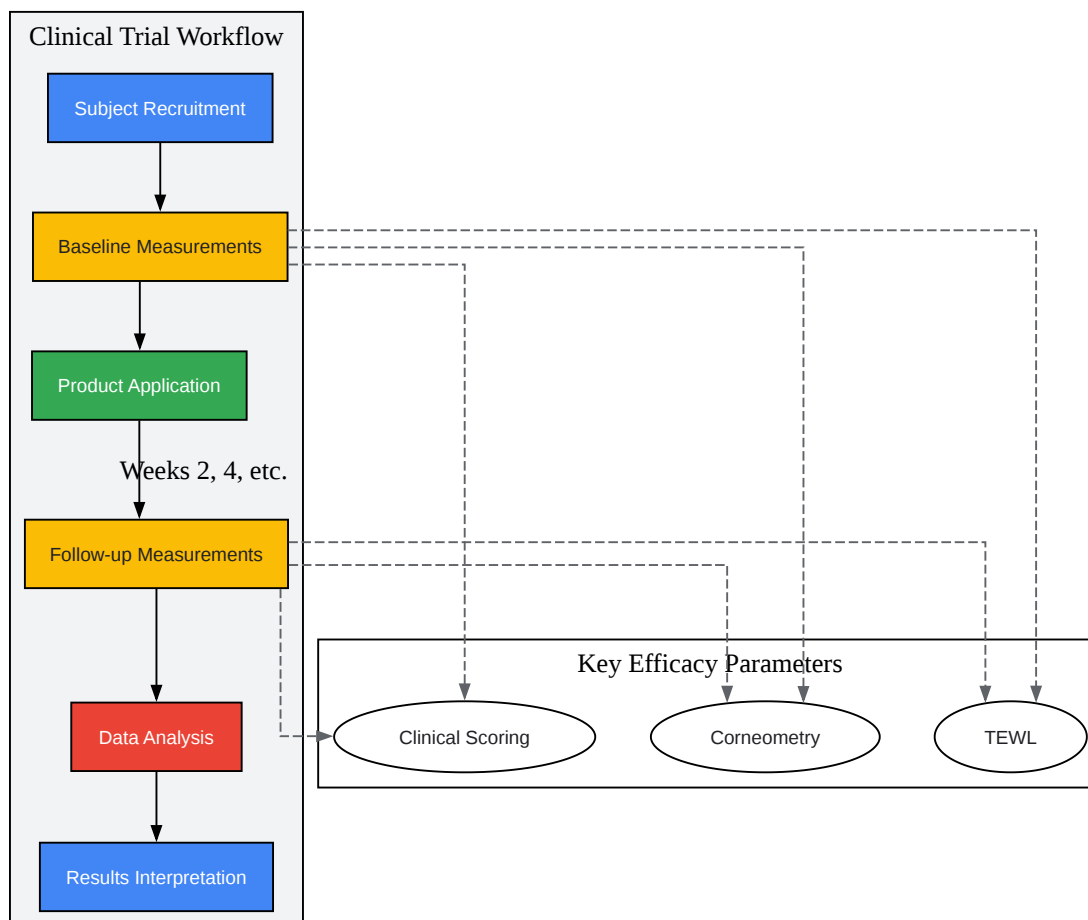 Clinical Trial Workflow
Subject Recruitment
Baseline Measurements
Product Application
Weeks 2, 4, etc.
Follow-up Measurements
Key Efficacy Parameters
Clinical Scoring
Corneometry
TEWL
Data Analysis
Results Interpretation